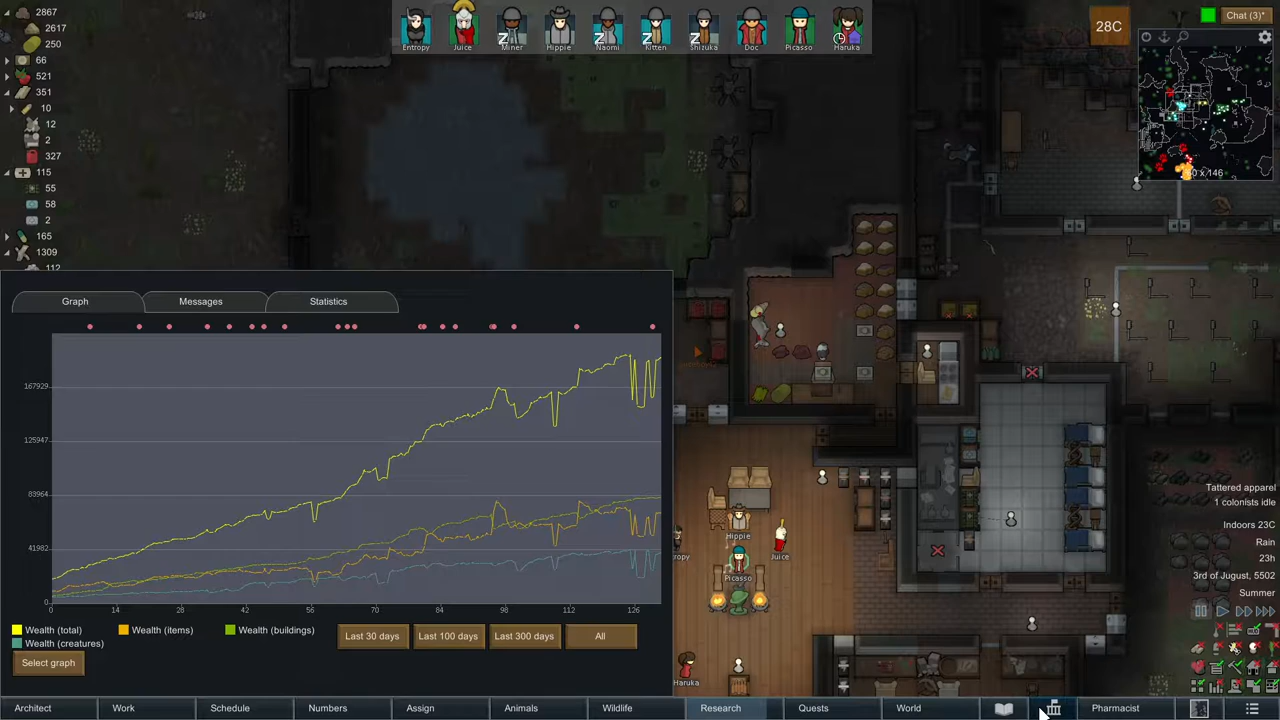 2867
2617
250
66
521
351
10
12
2
327
115
55
58
2
165
1309
112
Entropy Juice Miner Hippie Naomi Kitten Shizuka Doc Picasso Haruka
28C
Chat (3)*
Graph Messages Statistics
167929
125947
83964
41982
0
0 14 28 42 56 70 84 98 112 126
Wealth (total) Wealth (items) Wealth (buildings)
Wealth (creatures)
Last 30 days Last 100 days Last 300 days All
Select graph
Hippie
Juice
Picasso
Haruka
Tattered apparel
1 colonists idle
Indoors 23C
Rain
23h
3rd of Jugust, 5502
Summer
Architect Work Schedule Numbers Assign Animals Wildlife Research Quests World Pharmacist